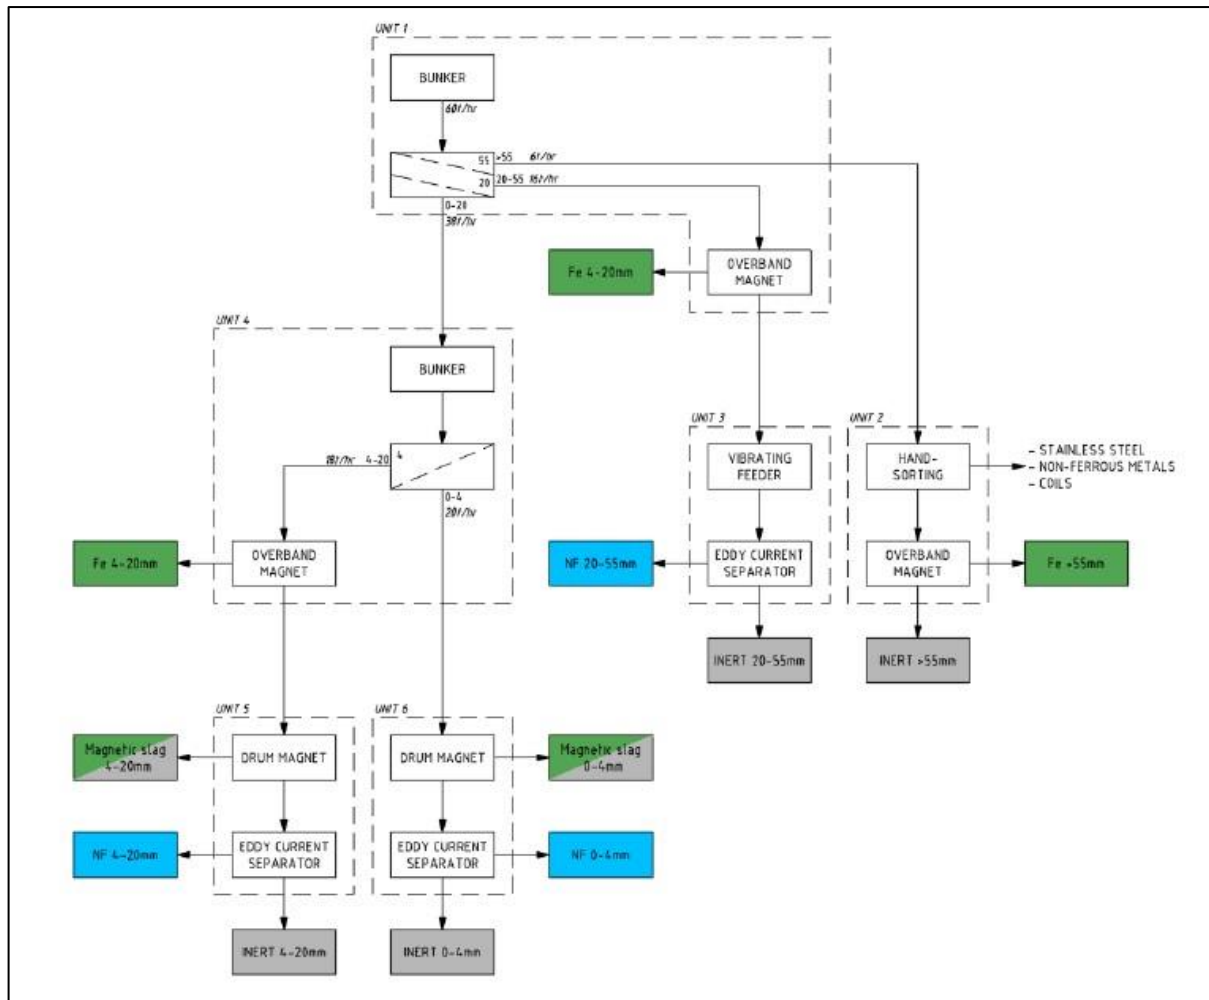 UNIT 1
BUNKER
60t/hr
55 >55 6t/hr
20 20-55 16t/hr
0-20
38t/hr
Fe 4-20mm
OVERBAND
MAGNET
UNIT 4
BUNKER
18t/hr 4-20 4
0-4
20t/hr
OVERBAND
MAGNET
Fe 4-20mm
UNIT 3
VIBRATING
FEEDER
EDDY CURRENT
SEPARATOR
NF 20-55mm
INERT 20-55mm
UNIT 2
HAND-
SORTING
- STAINLESS STEEL
- NON-FERROUS METALS
- COILS
OVERBAND
MAGNET
Fe +55mm
INERT >55mm
UNIT 5
Magnetic slag
4-20mm
DRUM MAGNET
NF 4-20mm
EDDY CURRENT
SEPARATOR
INERT 4-20mm
UNIT 6
DRUM MAGNET
Magnetic slag
0-4mm
EDDY CURRENT
SEPARATOR
NF 0-4mm
INERT 0-4mm